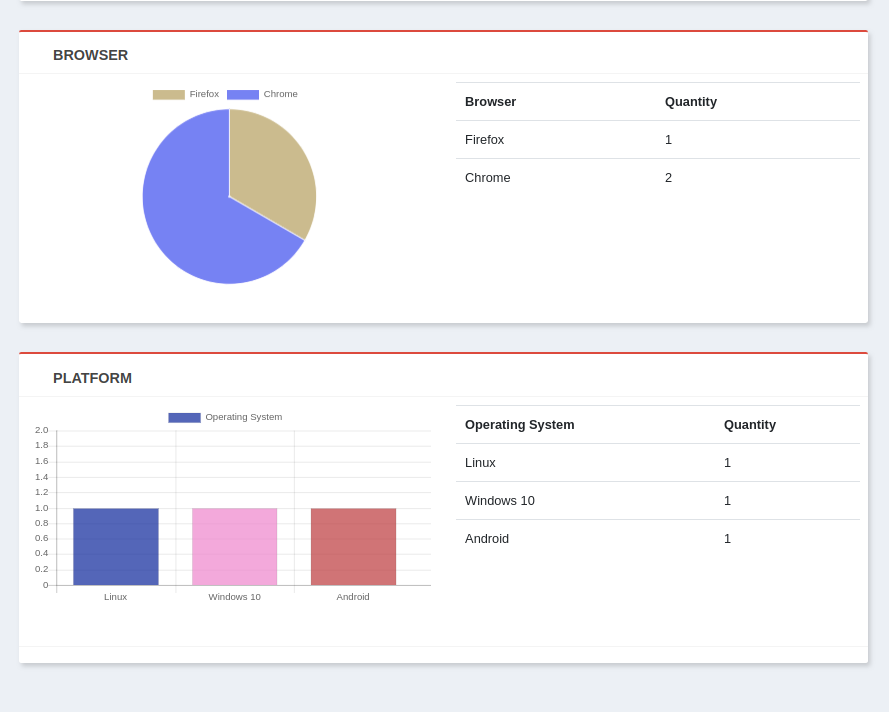 BROWSER
Firefox Chrome
Browser Quantity
Firefox 1
Chrome 2
PLATFORM
Operating System
2.0
1.8
1.6
1.4
1.2
1.0
0.8
0.6
0.4
0.2
0
Linux Windows 10 Android
Operating System Quantity
Linux 1
Windows 10 1
Android 1